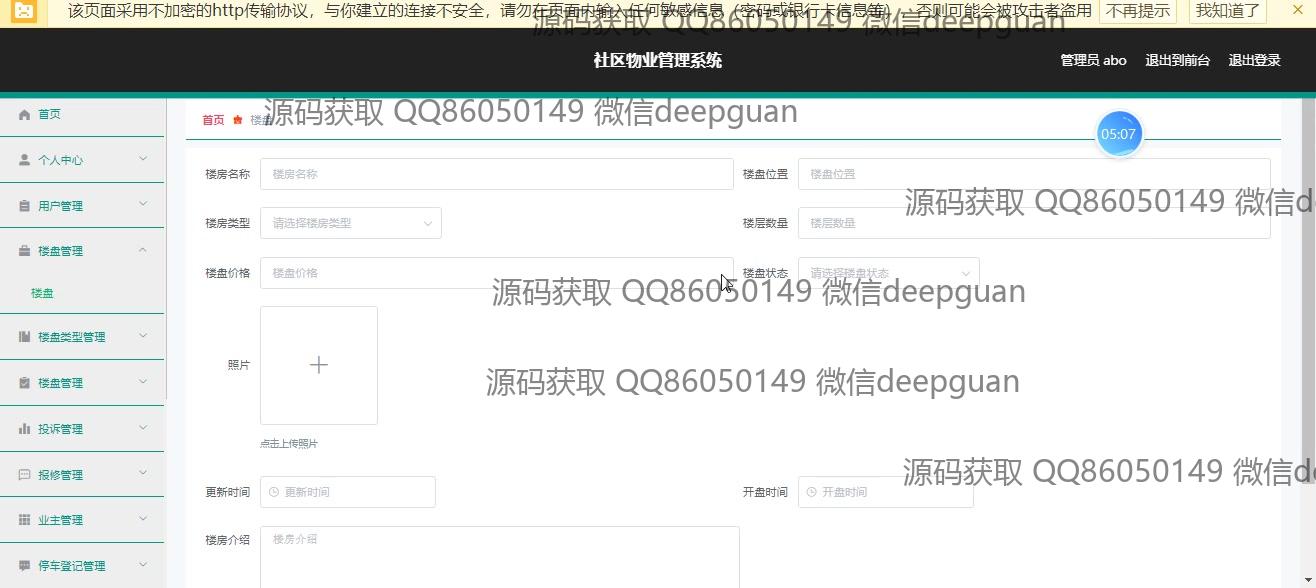 该页面采用不加密的http传输协议，与你建立的连接不安全，请勿在页面内输入任何敏感信息（密码或银行卡信息等），否则可能会被攻击者盗用 不再提示 我知道了
源码获取 QQ86050149 微信deepguan
社区物业管理系统 管理员 abo 退出到前台 退出登录
首页
首页 楼盘
源码获取 QQ86050149 微信deepguan
05:07
个人中心
用户管理
楼盘管理
楼盘
楼盘类型管理
楼盘管理
投诉管理
报修管理
业主管理
停车登记管理
楼房名称 楼房名称 楼盘位置 楼盘位置
源码获取 QQ86050149 微信d
楼房类型 请选择楼房类型 楼层数量 楼层数量
楼盘价格 楼盘价格 楼盘状态 请选择楼盘状态
源码获取 QQ86050149 微信deepguan
照片
源码获取 QQ86050149 微信deepguan
点击上传照片
源码获取 QQ86050149 微信de
更新时间 更新时间 开盘时间 开盘时间
楼房介绍 楼房介绍